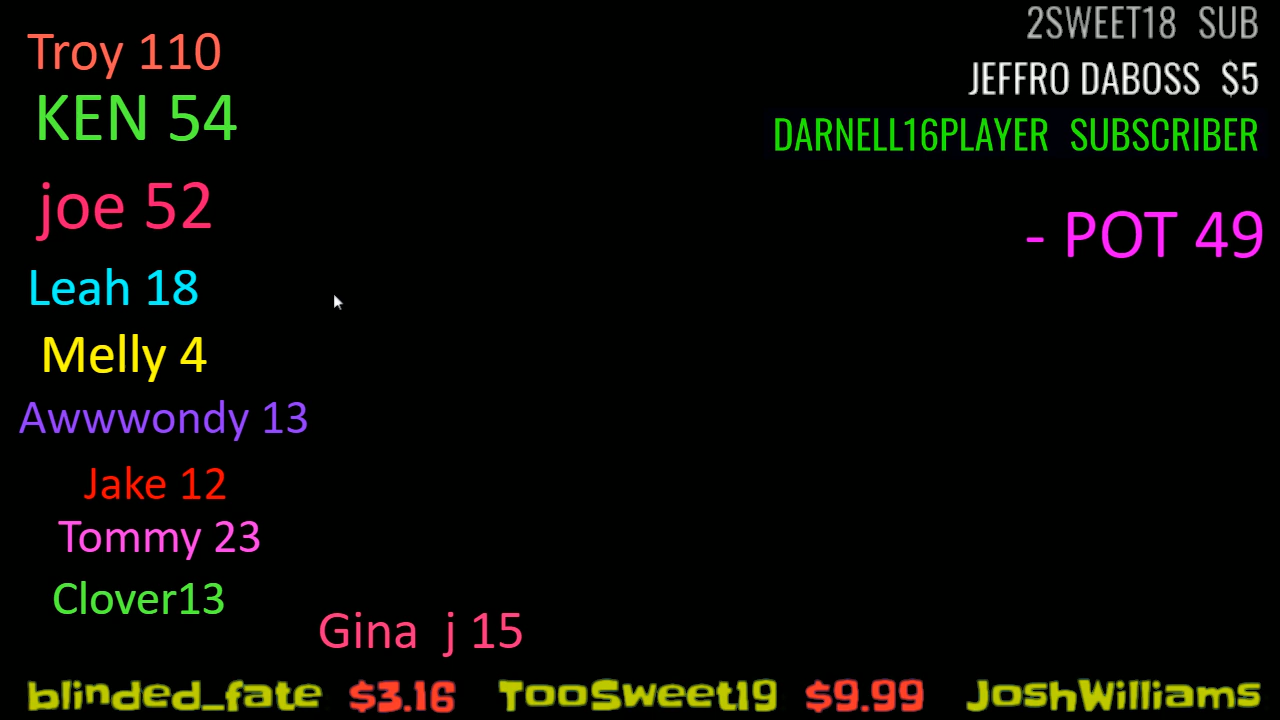 Troy 110
KEN 54
joe 52
Leah 18
Melly 4
Awwwondy 13
Jake 12
Tommy 23
Clover13
Gina j 15
2SWEET18 SUB
JEFFRO DABOSS $5
DARNELL16PLAYER SUBSCRIBER
- POT 49
blinded_fate $3.16 TooSweet19 $9.99 JoshWilliams